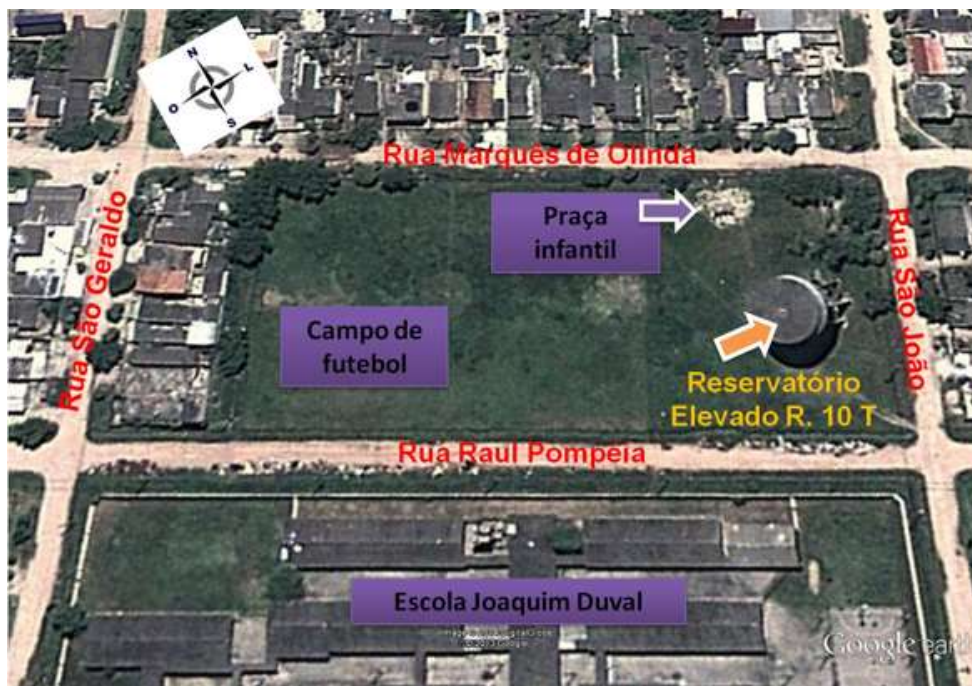 N
L
O
S
Rua Marquês de Olinda
Rua São Geraldo
Praça
infantil
Rua São João
Campo de
futebol
Reservatório
Elevado R. 10 T
Rua Raul Pompeia
Escola Joaquim Duval
Google eart